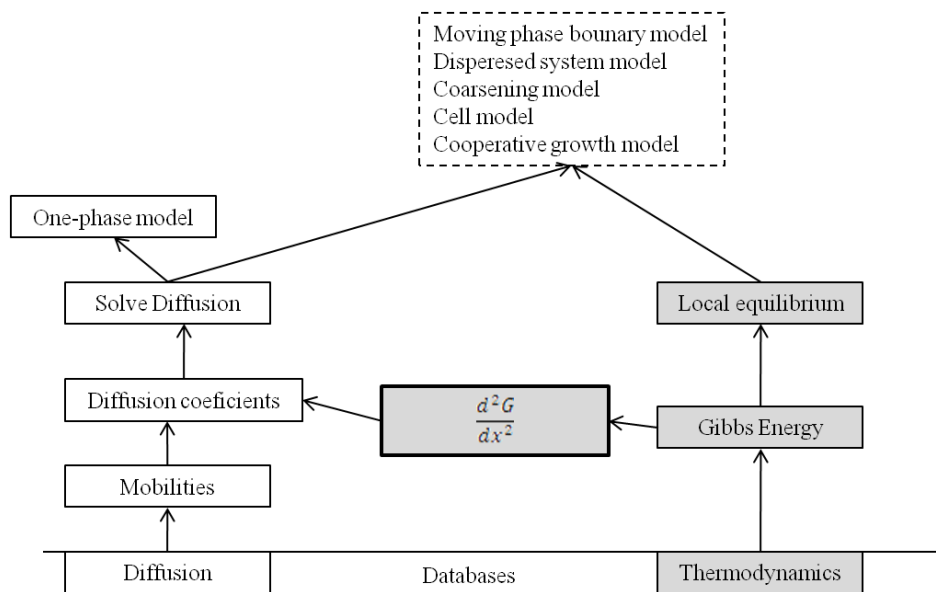 Moving phase bounary model
Disperesed system model
Coarsening model
Cell model
Cooperative growth model
One-phase model
Solve Diffusion
Local equilibrium
Diffusion coeficients
d²G
dx²
Gibbs Energy
Mobilities
Diffusion
Databases
Thermodynamics